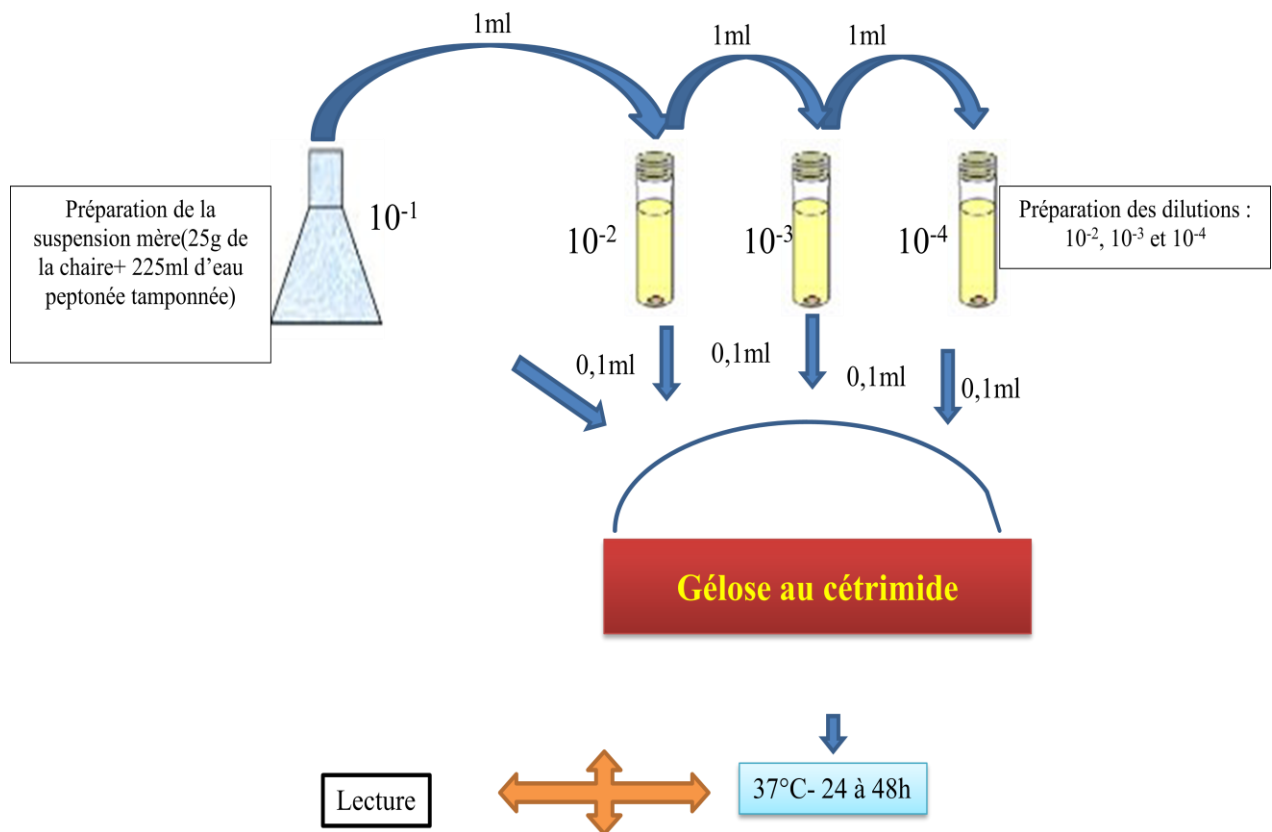 1ml
1ml
1ml
Préparation de la
suspension mère(25g de
la chaire+ 225ml d’eau
peptonée tamponnée)
10⁻¹
10⁻²
10⁻³
10⁻⁴
Préparation des dilutions :
10⁻², 10⁻³ et 10⁻⁴
0,1ml
0,1ml
0,1ml
0,1ml
Gélose au cétrimide
Lecture
37°C- 24 à 48h